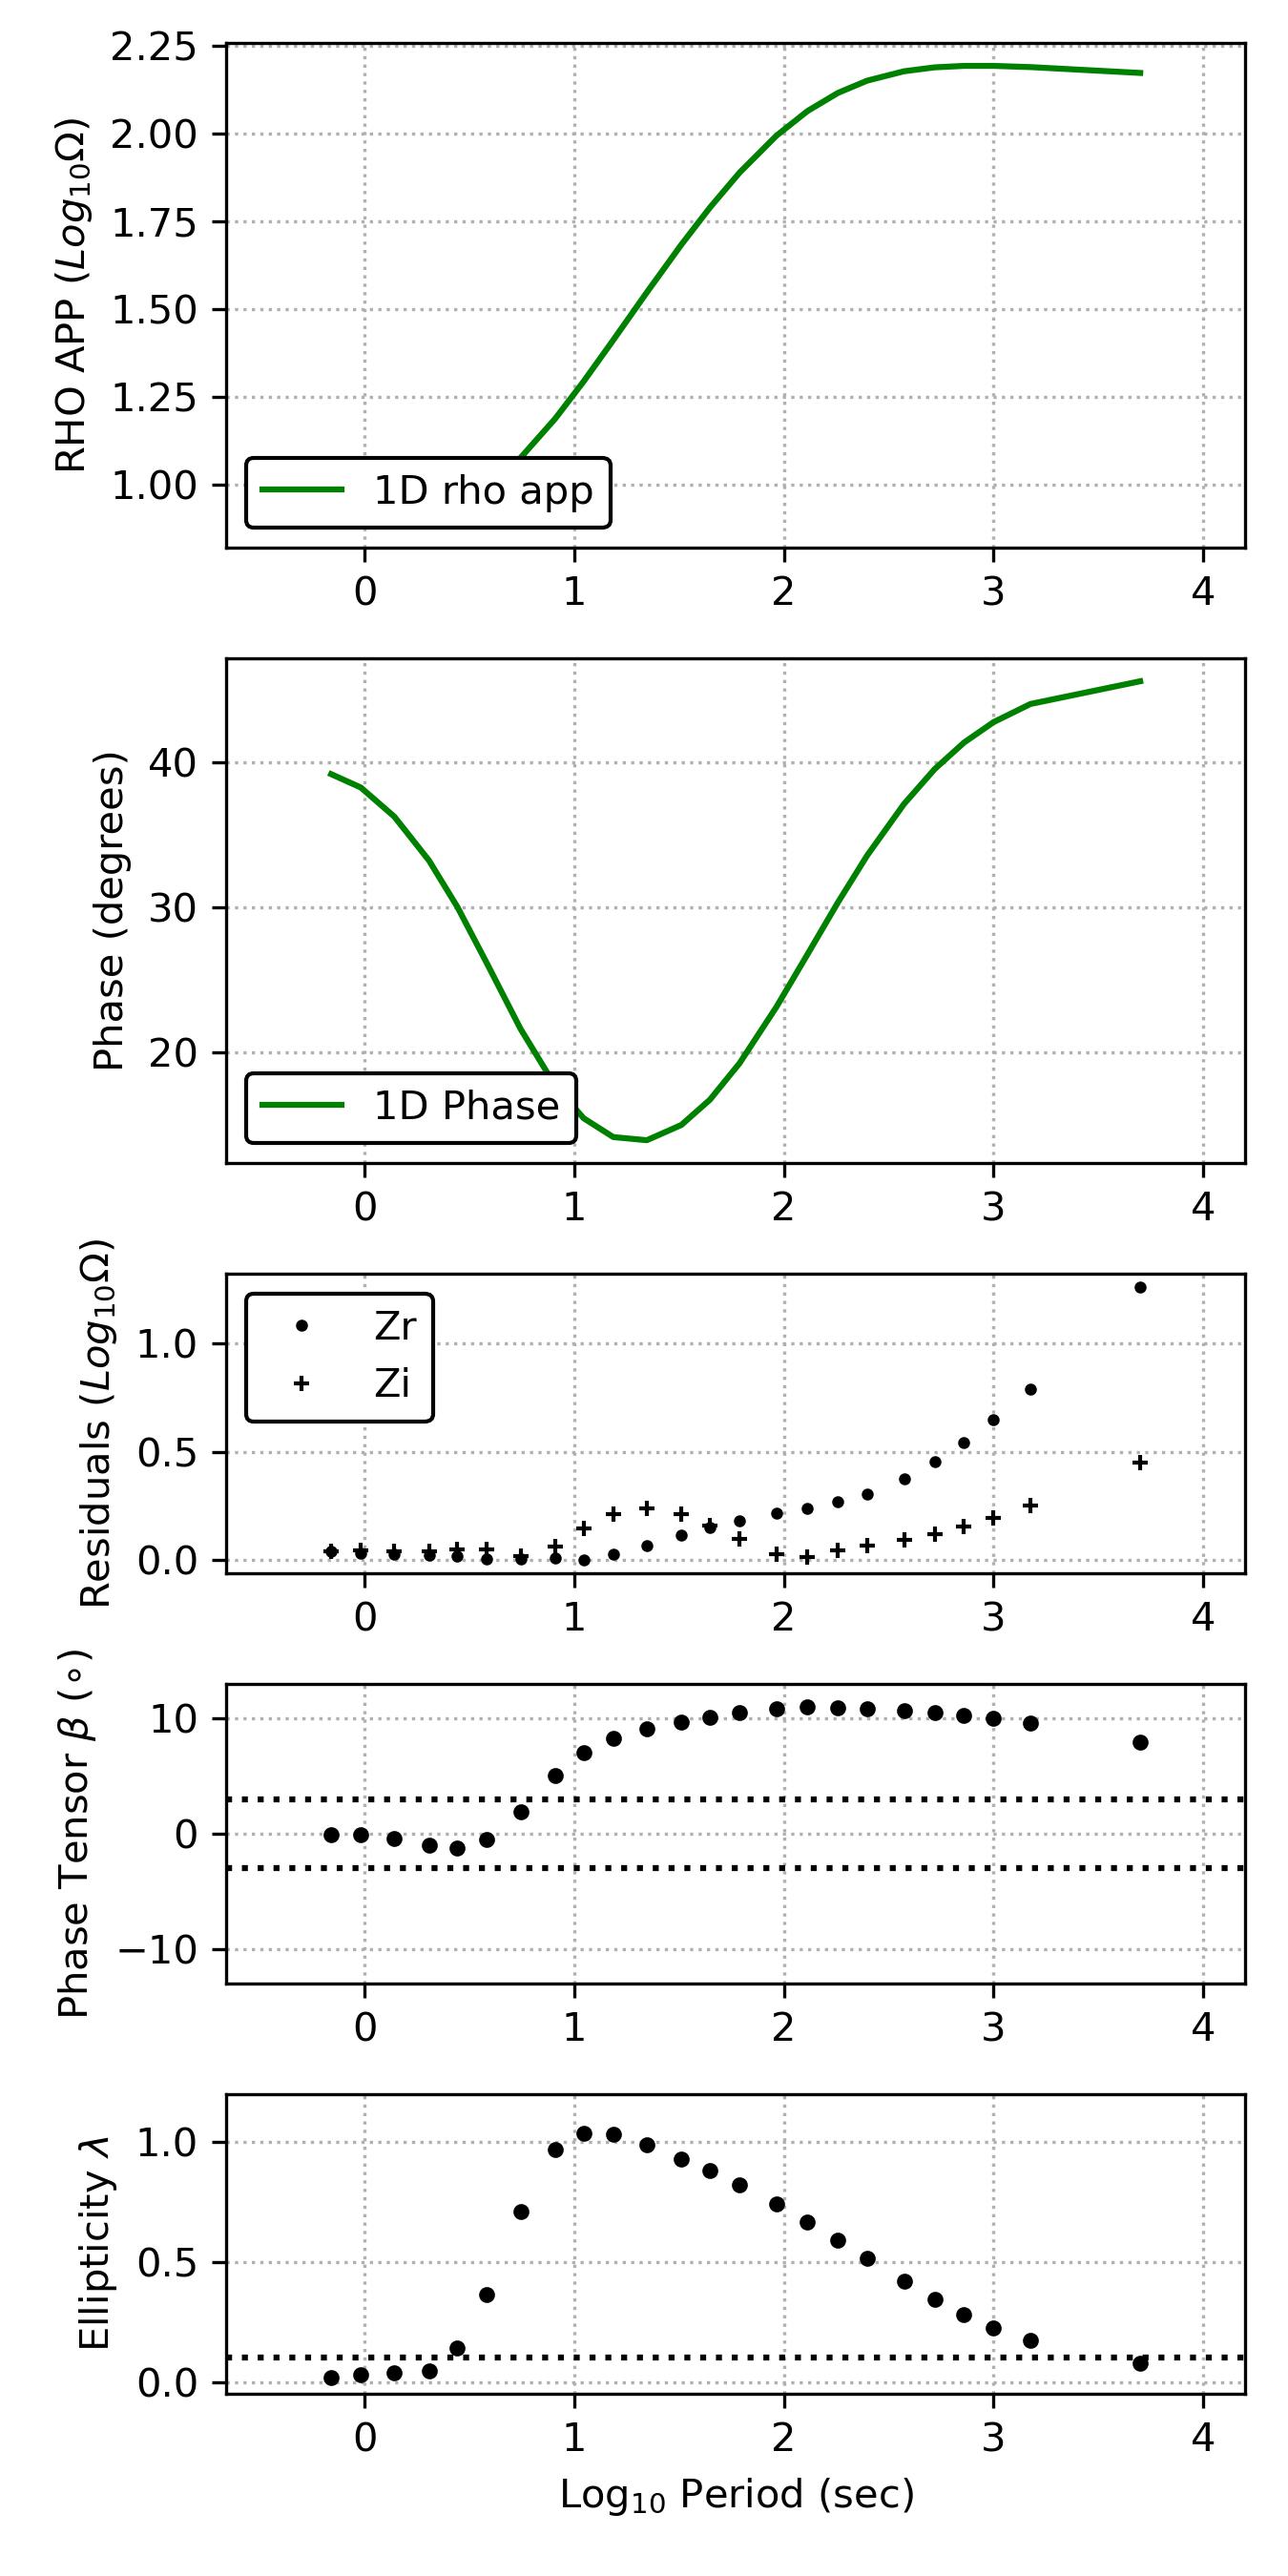 RHO APP (Log₁₀Ω)
2.25
2.00
1.75
1.50
1.25
1.00
1D rho app
0 1 2 3 4
Phase (degrees)
40
30
20
1D Phase
0 1 2 3 4
Residuals (Log₁₀Ω)
1.0
0.5
0.0
Zr
Zi
0 1 2 3 4
Phase Tensor β (∘)
10
0
−10
0 1 2 3 4
Ellipticity λ
1.0
0.5
0.0
0 1 2 3 4
Log₁₀ Period (sec)